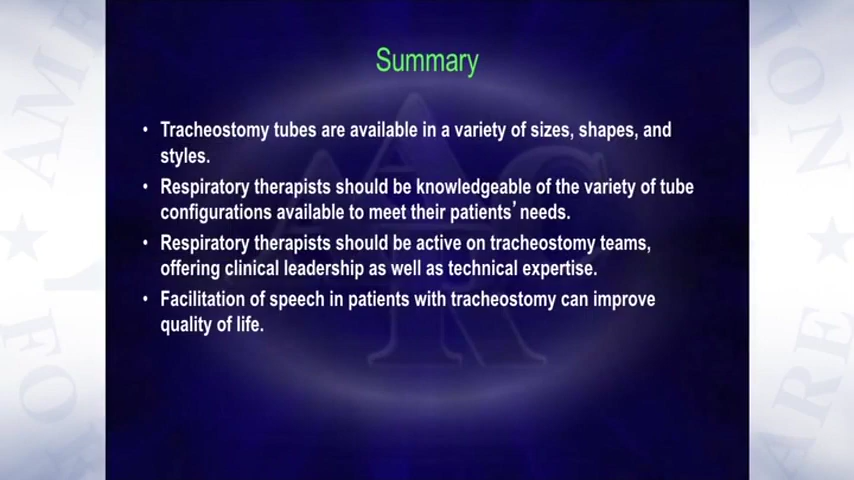 Summary
• Tracheostomy tubes are available in a variety of sizes, shapes, and
styles.
• Respiratory therapists should be knowledgeable of the variety of tube
configurations available to meet their patients’ needs.
• Respiratory therapists should be active on tracheostomy teams,
offering clinical leadership as well as technical expertise.
• Facilitation of speech in patients with tracheostomy can improve
quality of life.